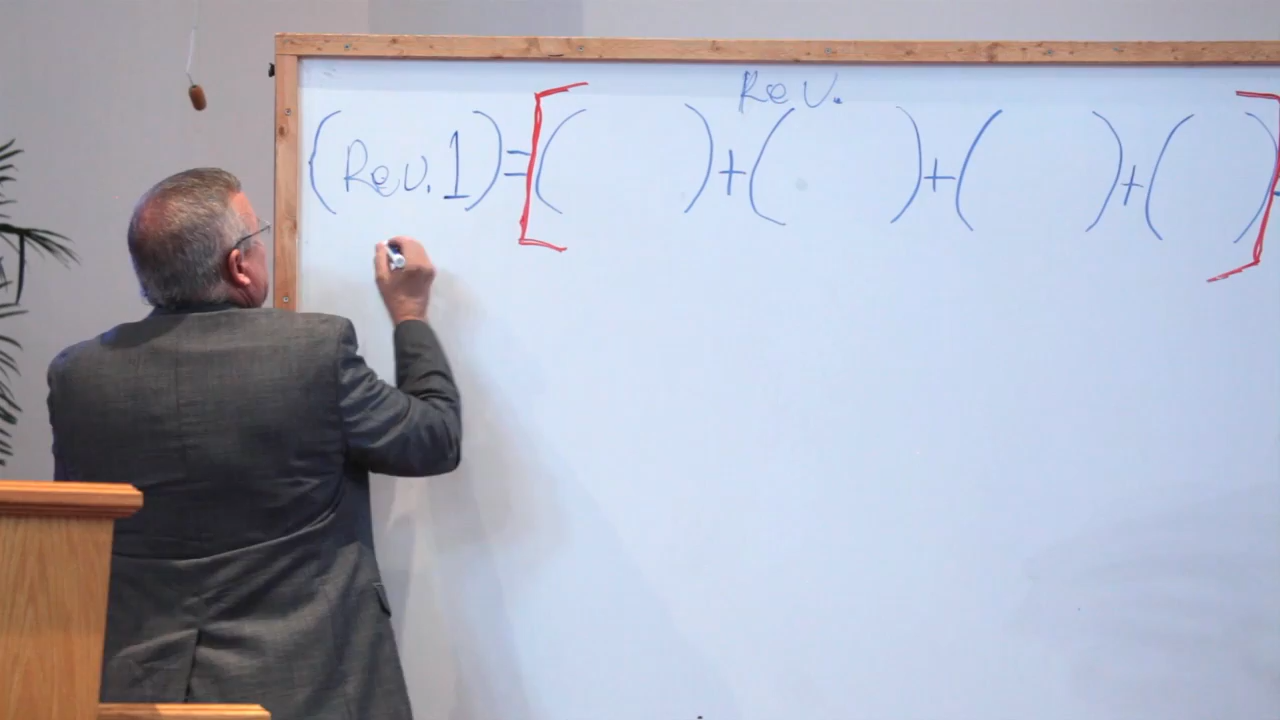 Rev.
(Rev. 1) = [( ) + ( ) + ( ) + ( )]